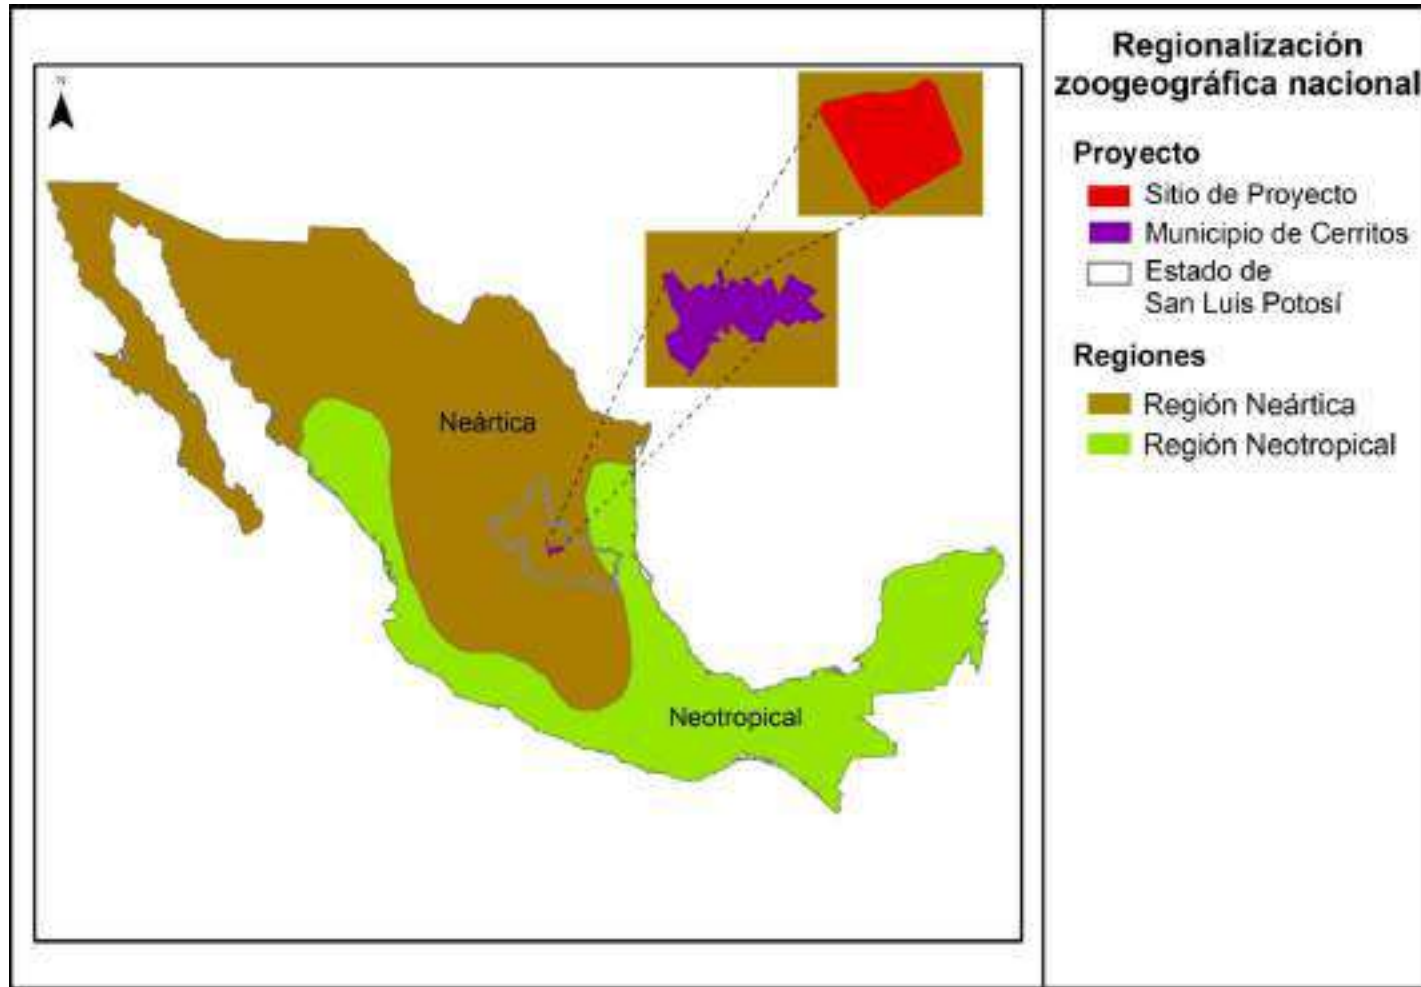 Regionalización
zoogeográfica nacional
Proyecto
Sitio de Proyecto
Municipio de Cerritos
Estado de
San Luis Potosí
Regiones
Región Neártica
Región Neotropical
N
Neártica
Neotropical